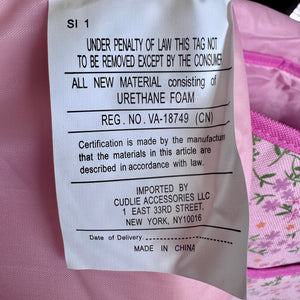 SI 1
UNDER PENALTY OF LAW THIS TAG NOT
TO BE REMOVED EXCEPT BY THE CONSUMER
ALL NEW MATERIAL consisting of
URETHANE FOAM
REG. NO. VA-18749 (CN)
Certification is made by the manufacturer
that the materials in this article are
described in accordance with law.
IMPORTED BY
CUDLIE ACCESSORIES LLC
1 EAST 33RD STREET,
NEW YORK, NY10016
Date of Delivery
MADE IN CHINA